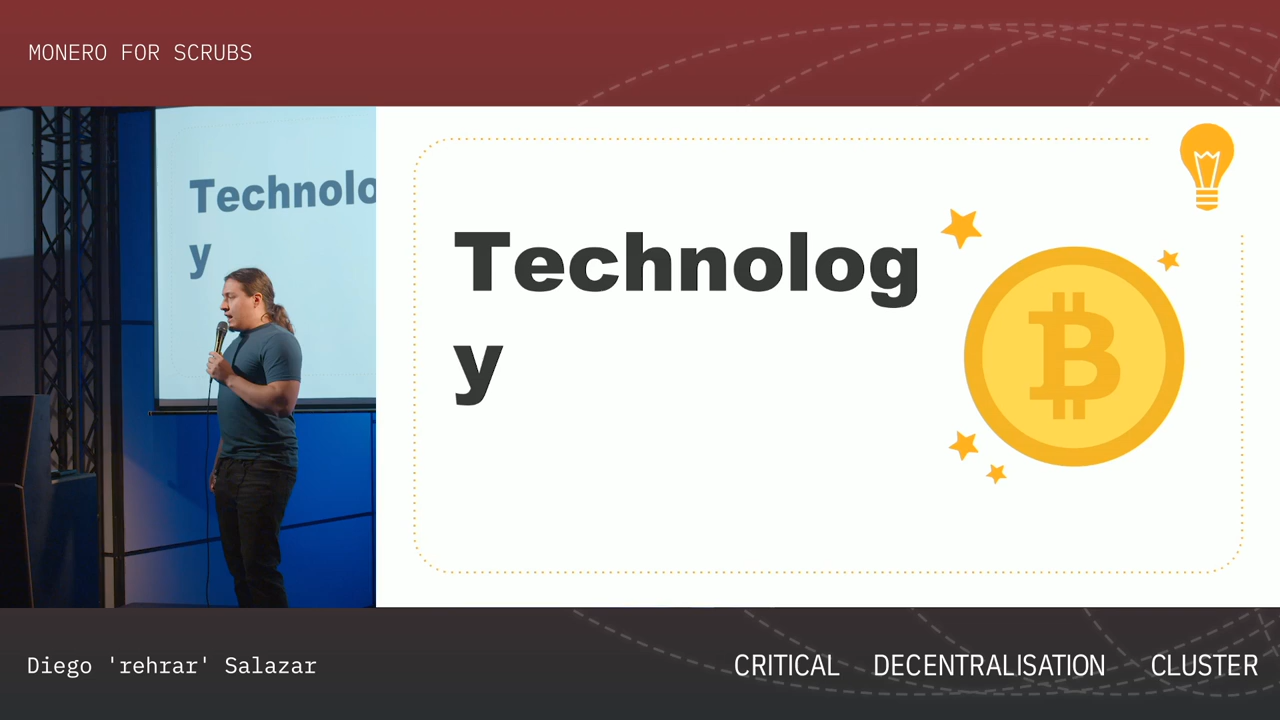 MONERO FOR SCRUBS
Technolo
y
Technolog
y
Diego 'rehrar' Salazar
CRITICAL DECENTRALISATION CLUSTER